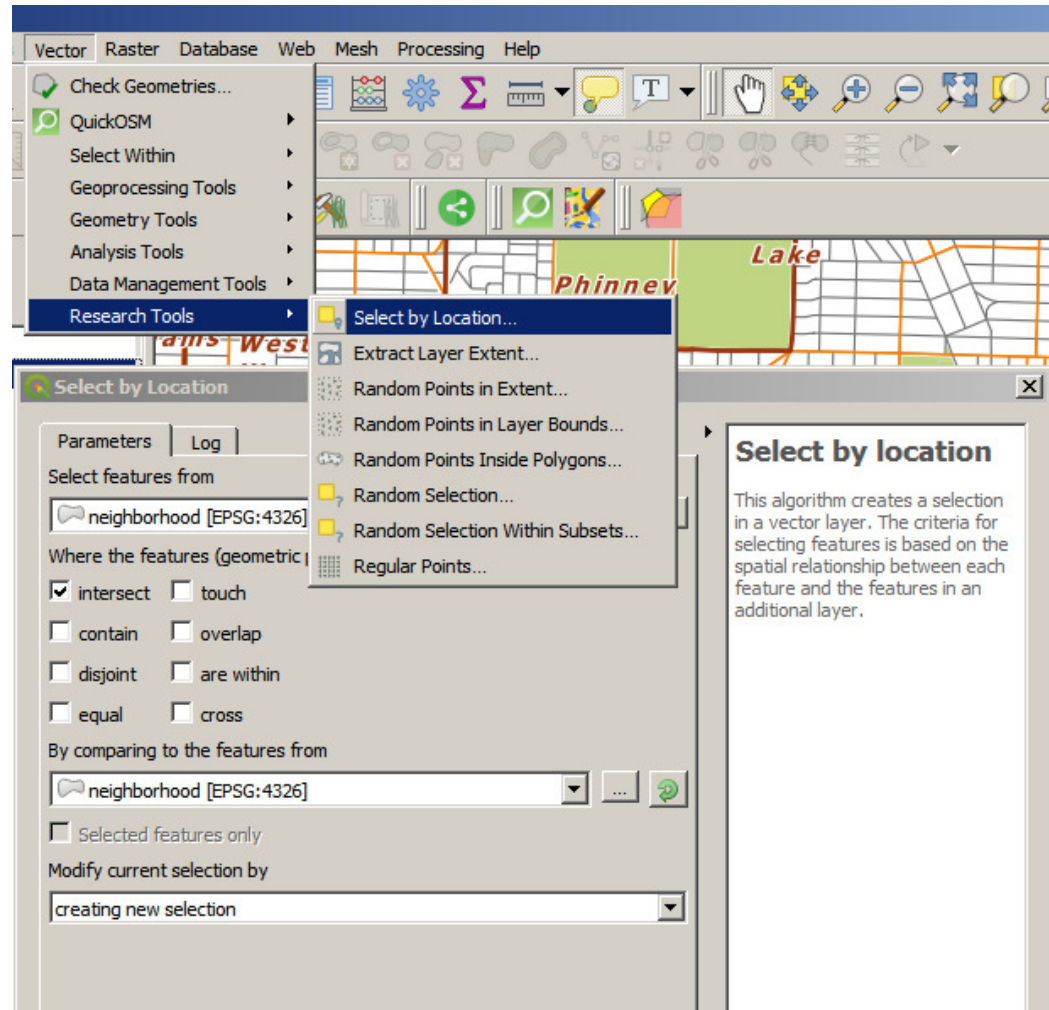 Vector Raster Database Web Mesh Processing Help
Check Geometries...
QuickOSM
Select Within
Geoprocessing Tools
Geometry Tools
Analysis Tools
Data Management Tools
Research Tools
Σ
T
Lake
Phinney
West
Select by Location...
Extract Layer Extent...
Random Points in Extent...
Random Points in Layer Bounds...
Random Points Inside Polygons...
Random Selection...
Random Selection Within Subsets...
Regular Points...
Select by Location
Parameters Log
Select features from
neighborhood [EPSG:4326]
Where the features (geometric
intersect touch
contain overlap
disjoint are within
equal cross
By comparing to the features from
neighborhood [EPSG:4326]
...
Selected features only
Modify current selection by
creating new selection
Select by location
This algorithm creates a selection
in a vector layer. The criteria for
selecting features is based on the
spatial relationship between each
feature and the features in an
additional layer.